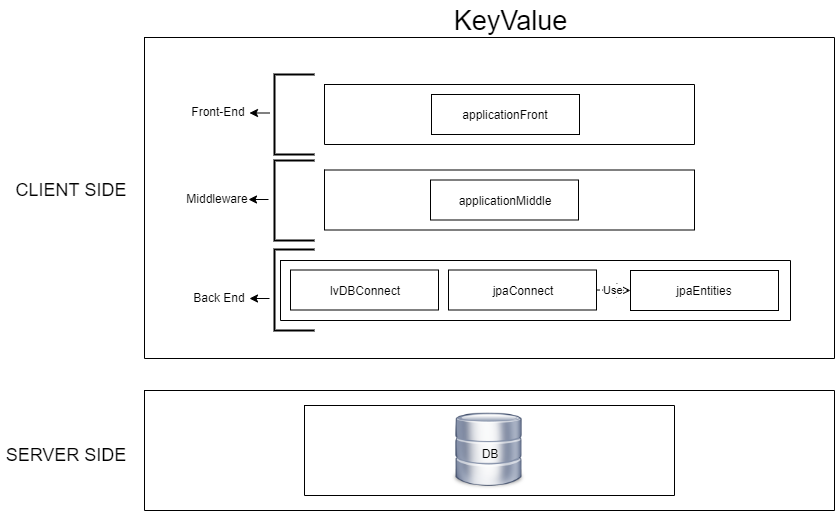 KeyValue
Front-End
applicationFront
CLIENT SIDE
Middleware
applicationMiddle
Back End
lvDBConnect
jpaConnect
Use
jpaEntities
SERVER SIDE
DB